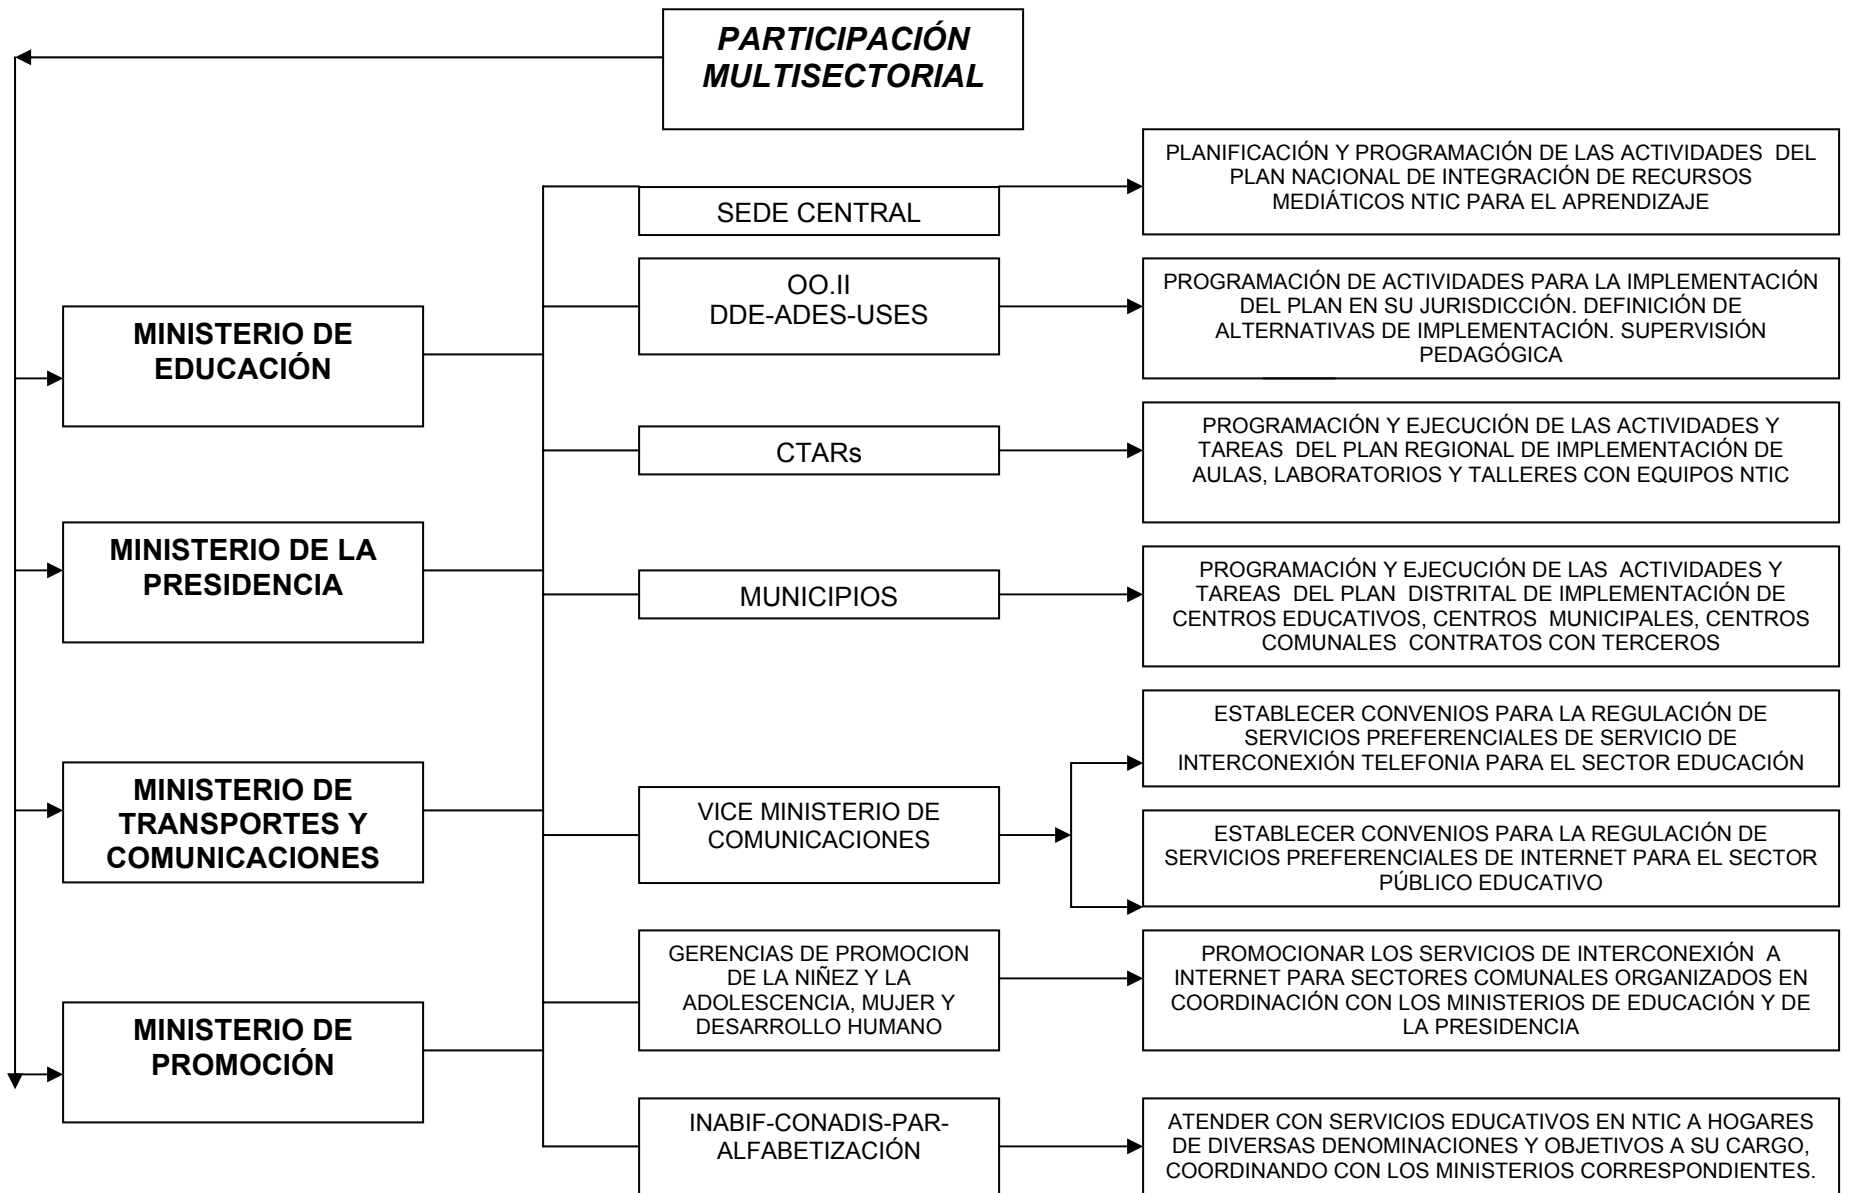 PARTICIPACIÓN
MULTISECTORIAL
MINISTERIO DE
EDUCACIÓN
MINISTERIO DE LA
PRESIDENCIA
MINISTERIO DE
TRANSPORTES Y
COMUNICACIONES
MINISTERIO DE
PROMOCIÓN
SEDE CENTRAL
OO.II
DDE-ADES-USES
CTARs
MUNICIPIOS
VICE MINISTERIO DE
COMUNICACIONES
GERENCIAS DE PROMOCION
DE LA NIÑEZ Y LA
ADOLESCENCIA, MUJER Y
DESARROLLO HUMANO
INABIF-CONADIS-PAR-
ALFABETIZACIÓN
PLANIFICACIÓN Y PROGRAMACIÓN DE LAS ACTIVIDADES DEL
PLAN NACIONAL DE INTEGRACIÓN DE RECURSOS
MEDIÁTICOS NTIC PARA EL APRENDIZAJE
PROGRAMACIÓN DE ACTIVIDADES PARA LA IMPLEMENTACIÓN
DEL PLAN EN SU JURISDICCIÓN. DEFINICIÓN DE
ALTERNATIVAS DE IMPLEMENTACIÓN. SUPERVISIÓN
PEDAGÓGICA
PROGRAMACIÓN Y EJECUCIÓN DE LAS ACTIVIDADES Y
TAREAS DEL PLAN REGIONAL DE IMPLEMENTACIÓN DE
AULAS, LABORATORIOS Y TALLERES CON EQUIPOS NTIC
PROGRAMACIÓN Y EJECUCIÓN DE LAS ACTIVIDADES Y
TAREAS DEL PLAN DISTRITAL DE IMPLEMENTACIÓN DE
CENTROS EDUCATIVOS, CENTROS MUNICIPALES, CENTROS
COMUNALES CONTRATOS CON TERCEROS
ESTABLECER CONVENIOS PARA LA REGULACIÓN DE
SERVICIOS PREFERENCIALES DE SERVICIO DE
INTERCONEXIÓN TELEFONIA PARA EL SECTOR EDUCACIÓN
ESTABLECER CONVENIOS PARA LA REGULACIÓN DE
SERVICIOS PREFERENCIALES DE INTERNET PARA EL SECTOR
PÚBLICO EDUCATIVO
PROMOCIONAR LOS SERVICIOS DE INTERCONEXIÓN A
INTERNET PARA SECTORES COMUNALES ORGANIZADOS EN
COORDINACIÓN CON LOS MINISTERIOS DE EDUCACIÓN Y DE
LA PRESIDENCIA
ATENDER CON SERVICIOS EDUCATIVOS EN NTIC A HOGARES
DE DIVERSAS DENOMINACIONES Y OBJETIVOS A SU CARGO,
COORDINANDO CON LOS MINISTERIOS CORRESPONDIENTES.